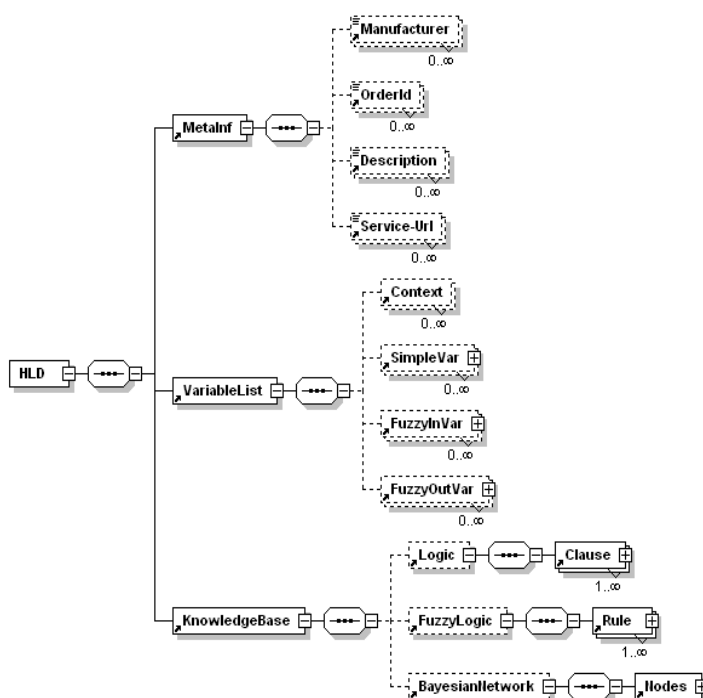 Manufacturer
0..∞
OrderId
0..∞
MetaInf
Description
0..∞
Service-Url
0..∞
Context
0..∞
SimpleVar
0..∞
HLD
VariableList
FuzzyInVar
0..∞
FuzzyOutVar
0..∞
Logic
Clause
1..∞
KnowledgeBase
FuzzyLogic
Rule
1..∞
BayesianNetwork
Nodes